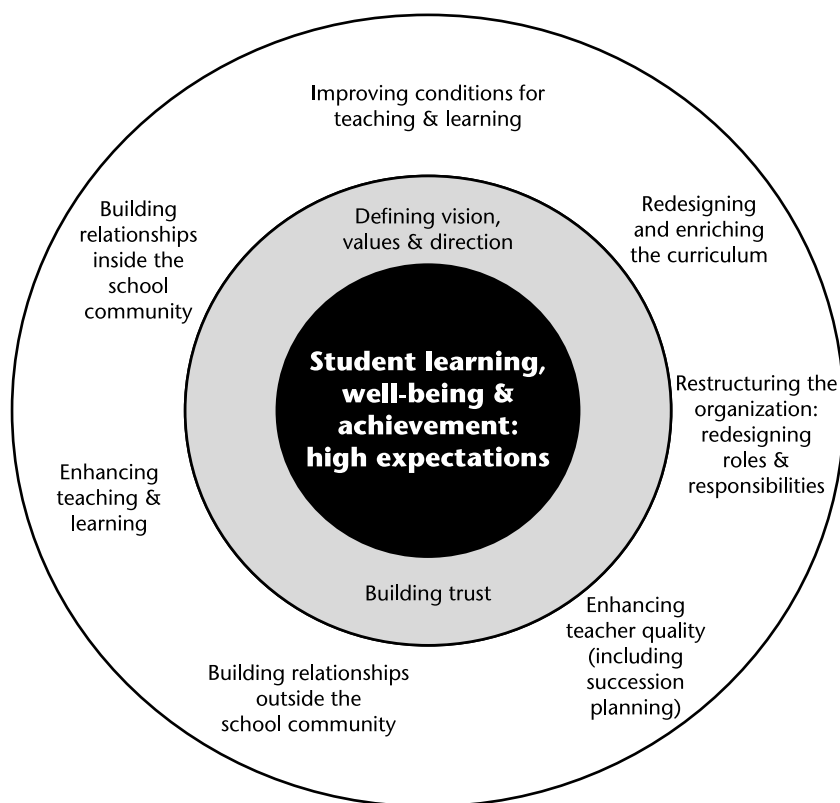 Improving conditions for
teaching & learning
Building
relationships
inside the
school
community
Defining vision,
values & direction
Redesigning
and enriching
the curriculum
Student learning,
well-being &
achievement:
high expectations
Restructuring the
organization:
redesigning
roles &
responsibilities
Enhancing
teaching &
learning
Building trust
Enhancing
teacher quality
(including
succession
planning)
Building relationships
outside the
school community